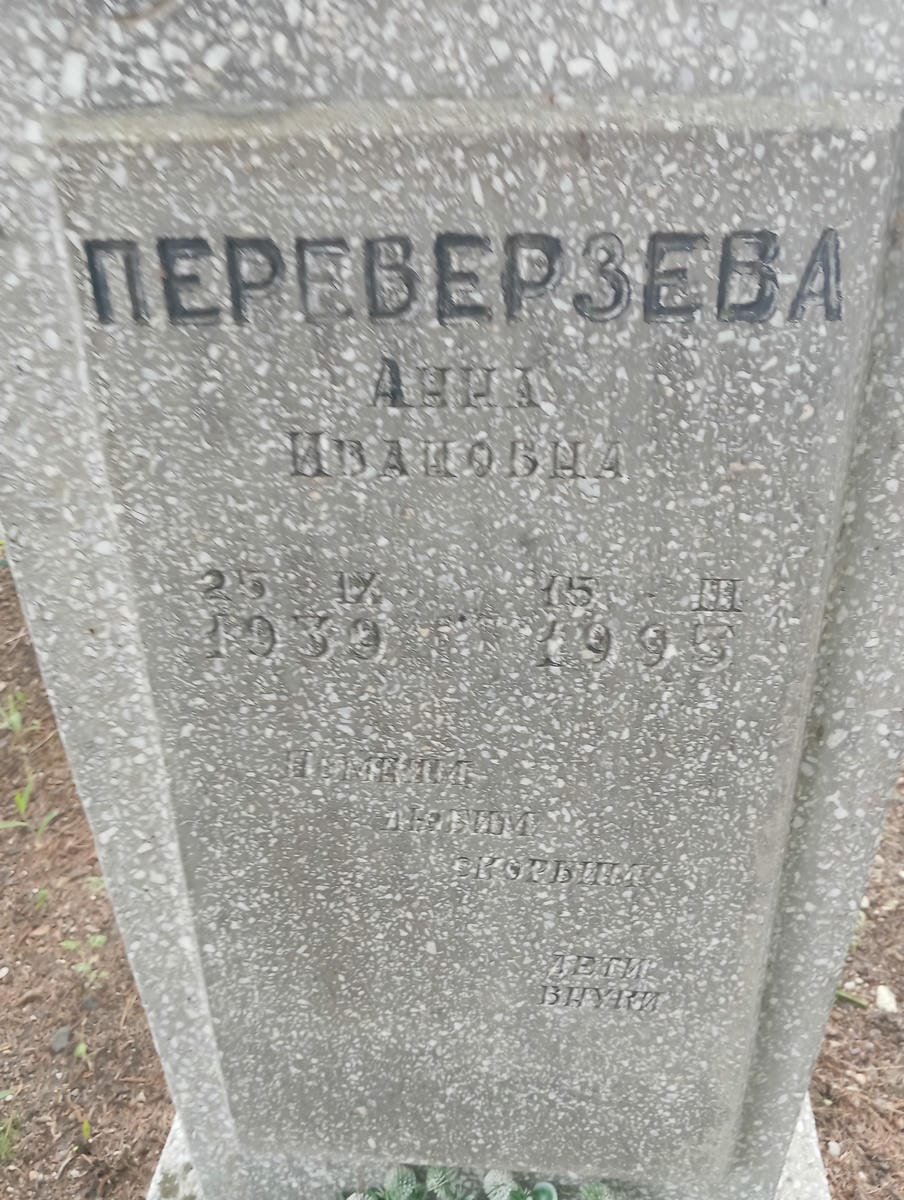 ПЕРЕВЕРЗЕВА
АННА
ИВАНОВНА
25 IX 15 III
1939 1995
ПОМНИМ
ЛЮБИМ
СКОРБИМ
ДЕТИ
ВНУКИ